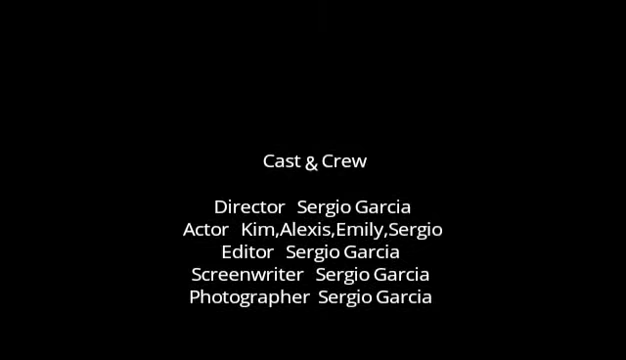 Cast & Crew
Director Sergio Garcia
Actor Kim,Alexis,Emily,Sergio
Editor Sergio Garcia
Screenwriter Sergio Garcia
Photographer Sergio Garcia